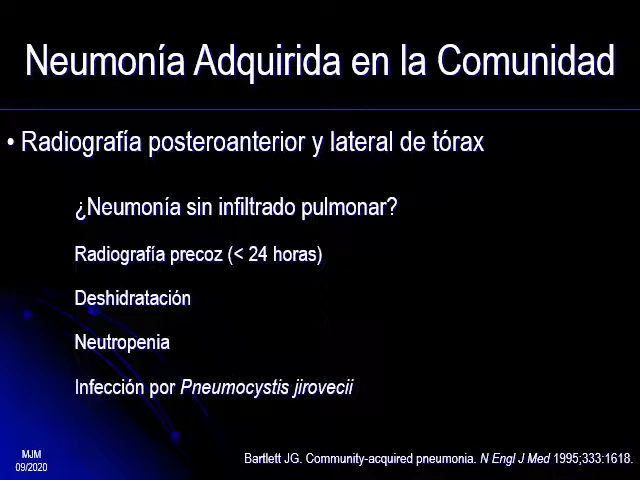 Neumonía Adquirida en la Comunidad
• Radiografía posteroanterior y lateral de tórax
¿Neumonía sin infiltrado pulmonar?
Radiografía precoz (< 24 horas)
Deshidratación
Neutropenia
Infección por Pneumocystis jirovecii
MJM
09/2020
Bartlett JG. Community-acquired pneumonia. N Engl J Med 1995;333:1618.